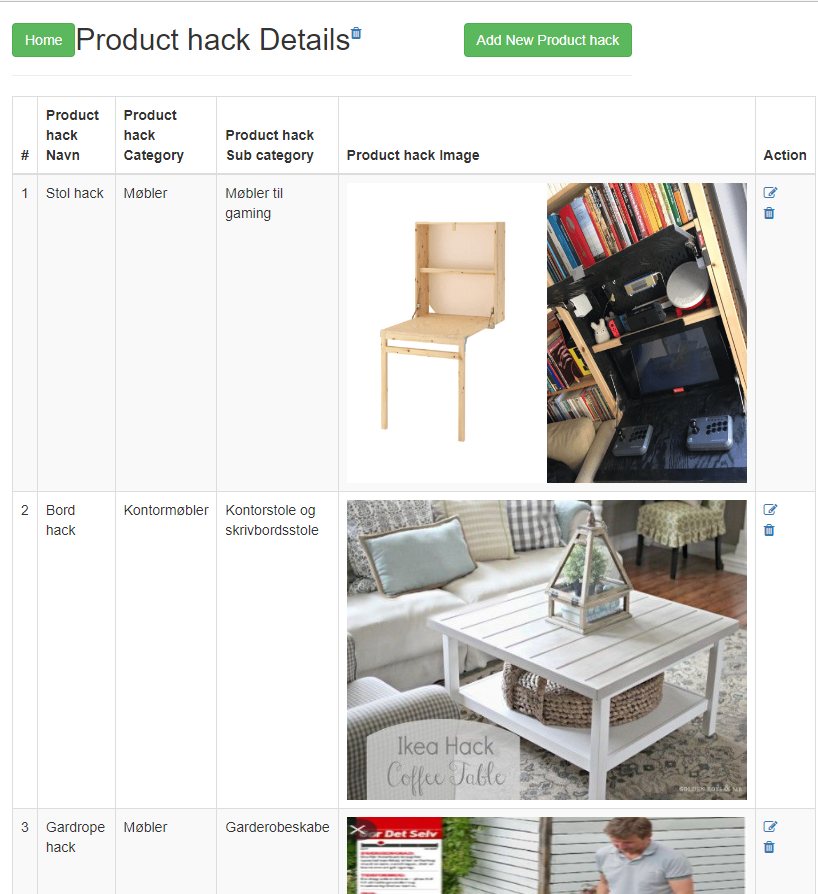 Home
Product hack Details
Add New Product hack
#
Product hack Navn
Product hack Category
Product hack Sub category
Product hack Image
Action
1
Stol hack
Møbler
Møbler til gaming
2
Bord hack
Kontormøbler
Kontorstole og skrivbordsstole
Ikea Hack
Coffee Table
3
Gardrope hack
Møbler
Garderobeskabe
Gør Det Selv